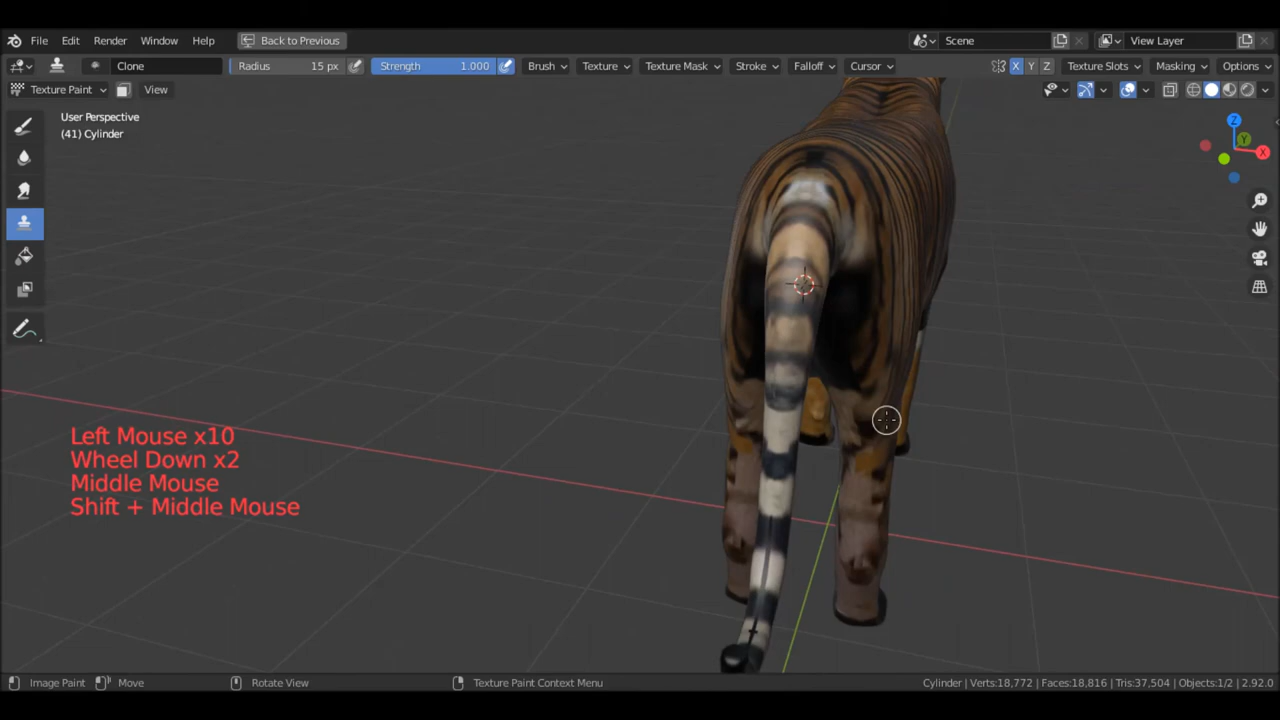 File Edit Render Window Help Back to Previous Scene View Layer
Clone Radius 15 px Strength 1.000 Brush Texture Texture Mask Stroke Falloff Cursor X Y Z Texture Slots Masking Options
Texture Paint View
User Perspective
(41) Cylinder
Z
Y
X
Left Mouse x10
Wheel Down x2
Middle Mouse
Shift + Middle Mouse
Image Paint Move Rotate View Texture Paint Context Menu Cylinder | Verts:18,772 | Faces:18,816 | Tris:37,504 | Objects:1/2 | 2.92.0